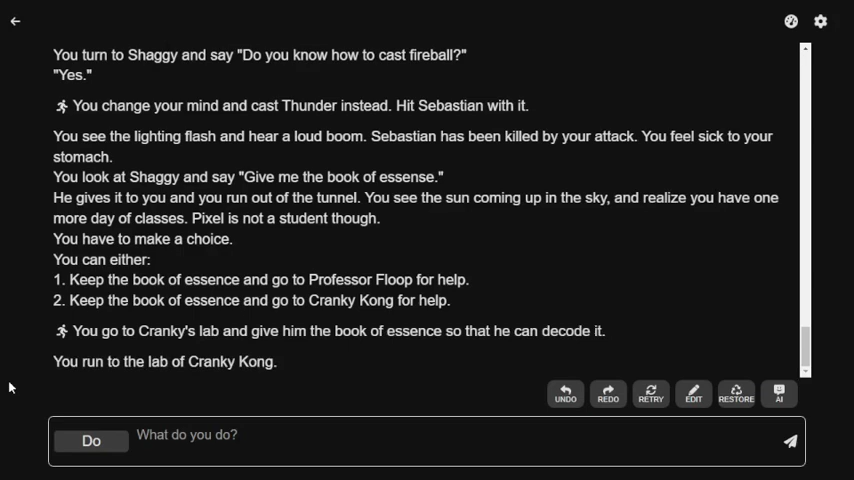 You turn to Shaggy and say "Do you know how to cast fireball?"
"Yes."
You change your mind and cast Thunder instead. Hit Sebastian with it.
You see the lighting flash and hear a loud boom. Sebastian has been killed by your attack. You feel sick to your
stomach.
You look at Shaggy and say "Give me the book of essense."
He gives it to you and you run out of the tunnel. You see the sun coming up in the sky, and realize you have one
more day of classes. Pixel is not a student though.
You have to make a choice.
You can either:
1. Keep the book of essence and go to Professor Floop for help.
2. Keep the book of essence and go to Cranky Kong for help.
You go to Cranky's lab and give him the book of essence so that he can decode it.
You run to the lab of Cranky Kong.
UNDO REDO RETRY EDIT RESTORE AI
Do What do you do?